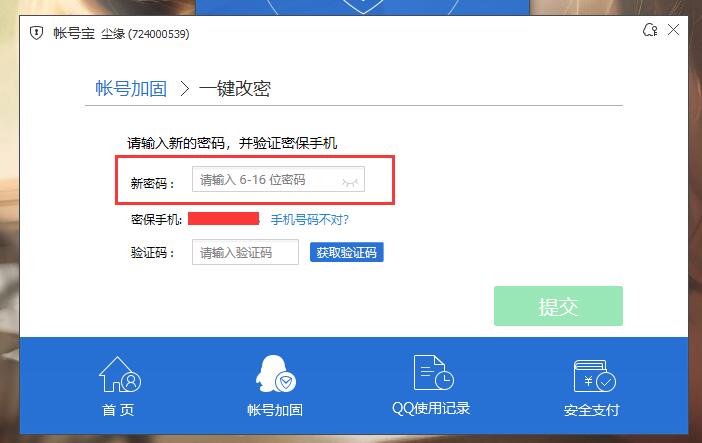 帐号宝 尘缘 (724000539)
帐号加固 > 一键改密
请输入新的密码，并验证密保手机
新密码： 请输入 6-16 位密码
密保手机: 手机号码不对?
验证码： 请输入验证码 获取验证码
提交
首 页 帐号加固 QQ使用记录 安全支付